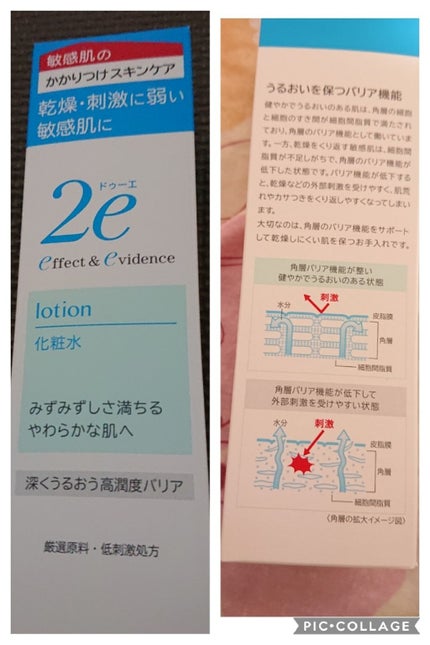 敏感肌の
かかりつけスキンケア
乾燥・刺激に弱い
敏感肌に
ドゥーエ
2e
effect & evidence
lotion
化粧水
みずみずしさ満ちる
やわらかな肌へ
深くうるおう高潤度バリア
厳選原料・低刺激処方
うるおいを保つバリア機能
健やかでうるおいのある肌は、角層の細胞
と細胞のすき間が細胞間脂質で満たされ
ており、角層のバリア機能として働いていま
す。一方、乾燥をくり返す敏感肌は、細胞間
脂質が不足しがちで、角層のバリア機能が
低下した状態です。バリア機能が低下する
と、乾燥などの外部刺激を受けやすく、肌荒
れやカサつきをくり返しやすくなってしまい
ます。
大切なのは、角層のバリア機能をサポート
して乾燥しにくい肌を保つお手入れです。
角層バリア機能が整い
健やかでうるおいのある状態
刺激
水分
皮脂膜
角層
細胞間脂質
角層バリア機能が低下して
外部刺激を受けやすい状態
水分
刺激
皮脂膜
角層
細胞間脂質
〈角層の拡大イメージ図〉
PIC•COLLAGE